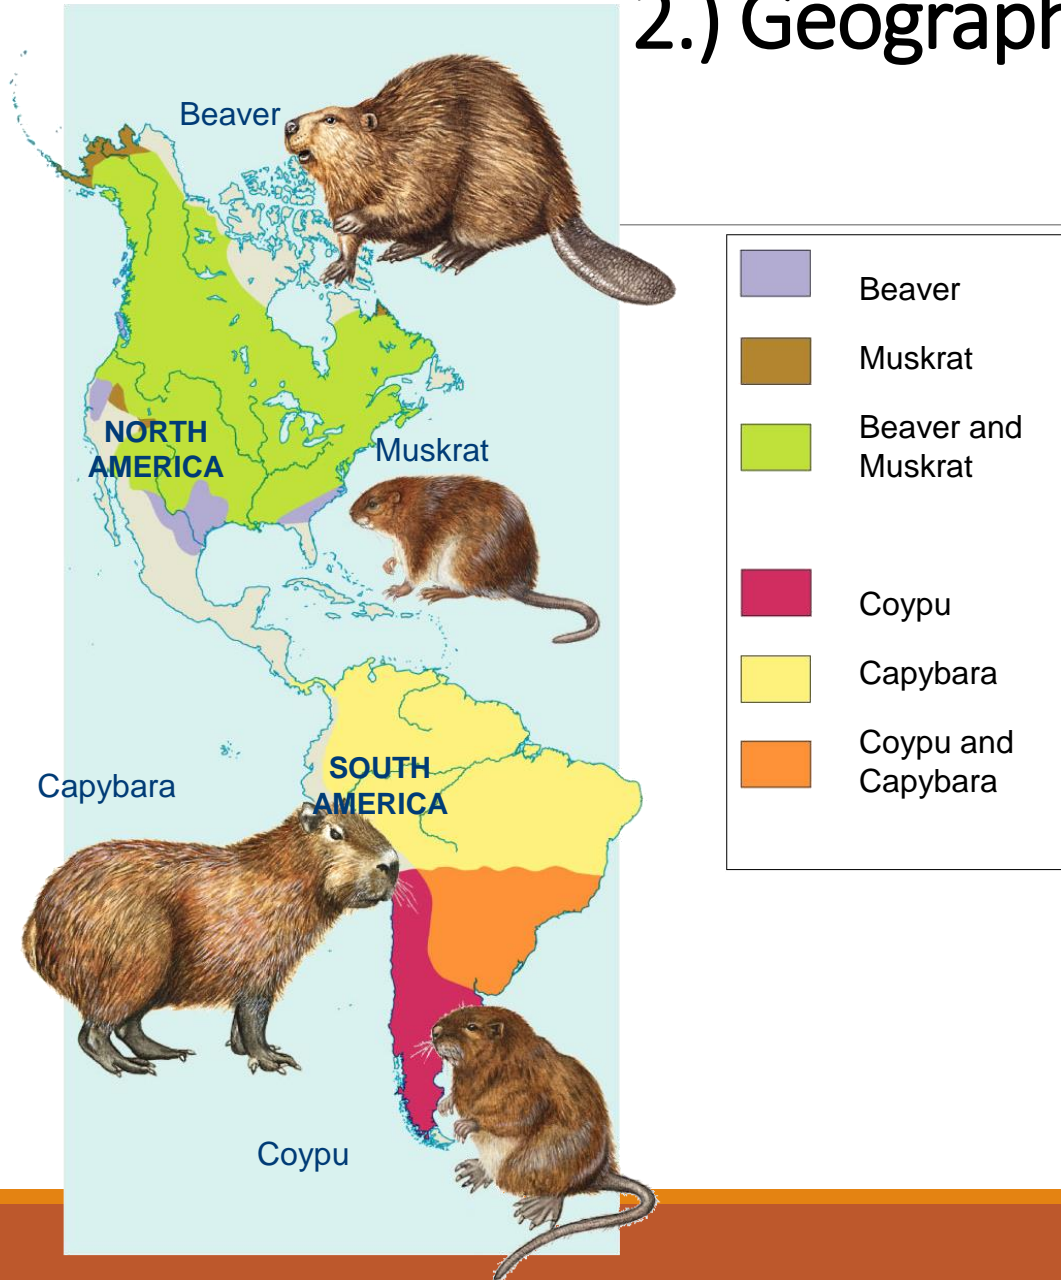 2.) Geograph
Beaver
NORTH
AMERICA
Muskrat
SOUTH
AMERICA
Capybara
Coypu
Beaver
Muskrat
Beaver and
Muskrat
Coypu
Capybara
Coypu and
Capybara